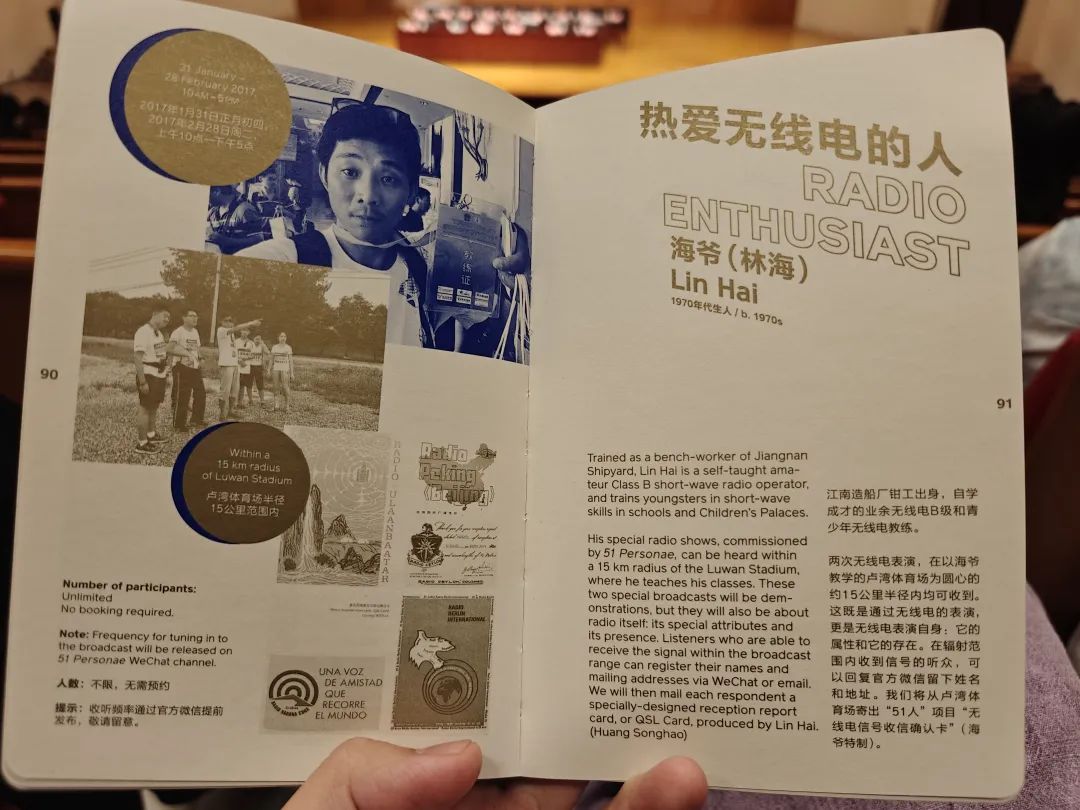 21 January –
28 February 2017,
10AM–5PM
2017年1月31日正月初四,
2017年2月28日周二
上午10点—下午5点
教练证
90
Within a
15 km radius
of Luwan Stadium
卢湾体育场半径
15公里范围内
RADIO ULAANBAATAR
Radio
Peking
(Beijing)
RADIO CEYLON, COLOMBO
RADIO
BERLIN
INTERNATIONAL
UNA VOZ
DE AMISTAD
QUE
RECORRE
EL MUNDO
RADIO HABANA CUBA
Number of participants:
Unlimited
No booking required.
Note: Frequency for tuning in to
the broadcast will be released on
51 Personae WeChat channel.
人数：不限，无需预约
提示：收听频率通过官方微信提前
发布，敬请留意。
热爱无线电的人
RADIO
ENTHUSIAST
海爷（林海）
Lin Hai
1970年代生人 / b. 1970s
91
Trained as a bench-worker of Jiangnan
Shipyard, Lin Hai is a self-taught ama-
teur Class B short-wave radio operator,
and trains youngsters in short-wave
skills in schools and Children's Palaces.
His special radio shows, commissioned
by 51 Personae, can be heard within
a 15 km radius of the Luwan Stadium,
where he teaches his classes. These
two special broadcasts will be dem-
onstrations, but they will also be about
radio itself: its special attributes and
its presence. Listeners who are able to
receive the signal within the broadcast
range can register their names and
mailing addresses via WeChat or email.
We will then mail each respondent a
specially-designed reception report
card, or QSL Card, produced by Lin Hai.
(Huang Songhao)
江南造船厂钳工出身，自学
成才的业余无线电B级和青
少年无线电教练。
两次无线电表演，在以海爷
教学的卢湾体育场为圆心的
约15公里半径内均可收到。
这既是通过无线电的表演，
更是无线电表演自身：它的
属性和它的存在。在辐射范
围内收到信号的听众，可
以回复官方微信留下姓名
和地址。我们将从卢湾体
育场寄出“51人”项目“无
线电信号收信确认卡”（海
爷特制）。